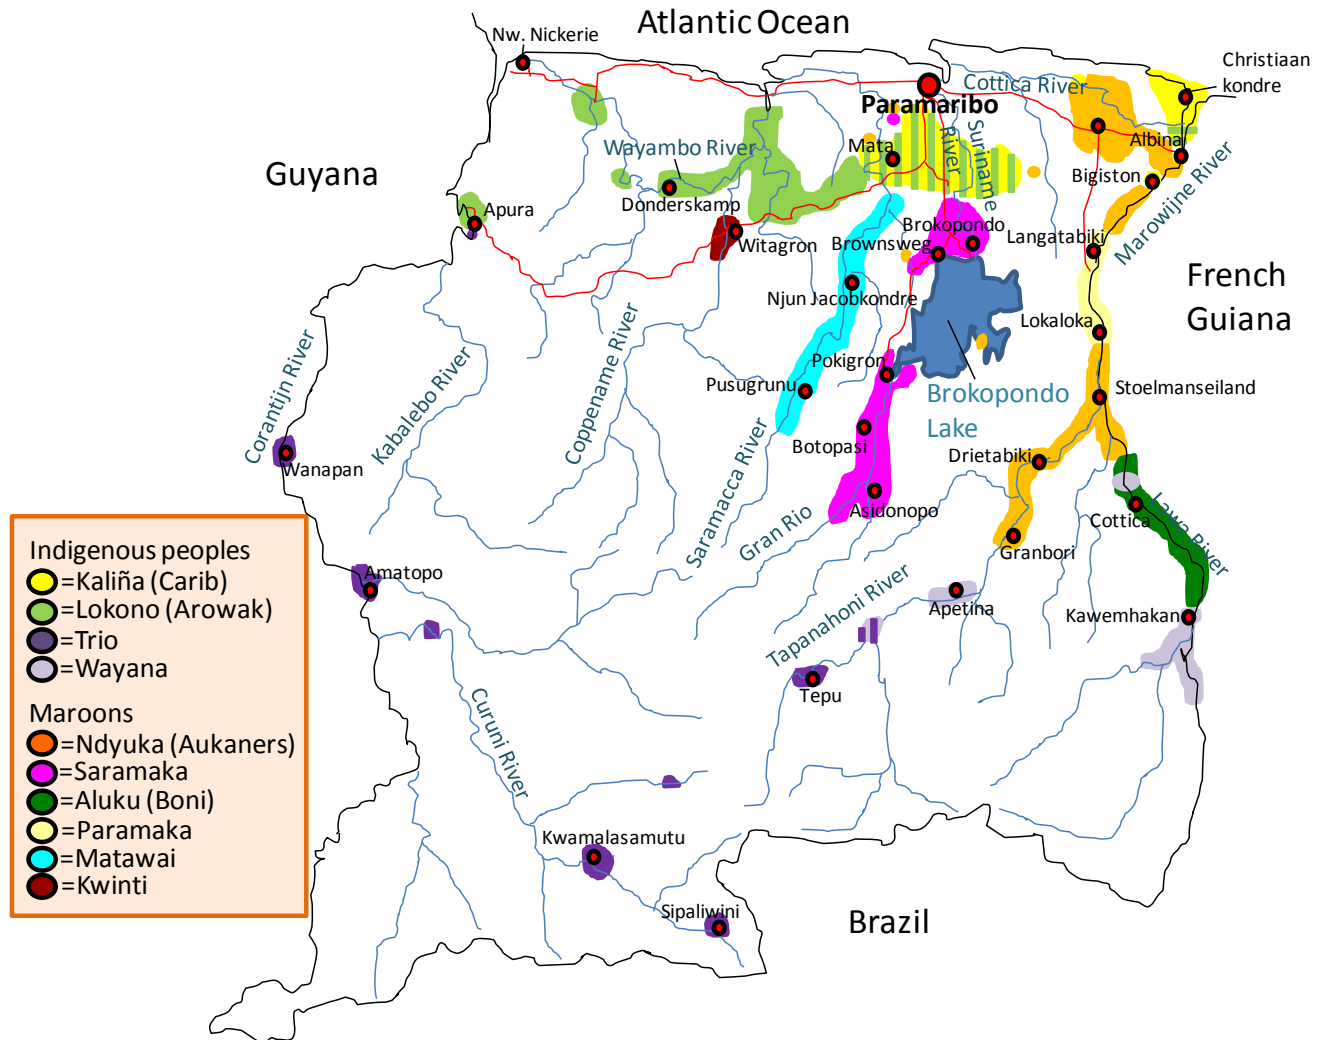 Atlantic Ocean
Nw. Nickerie
Christiaan
kondre
Cottica River
Paramaribo
Albina
Guyana
Wayambo River
Mata
River
Suriname
Bigiston
Marowijne River
Donderskamp
Apura
Witagron
Brokopondo
Brownsweg
Langatabiki
French
Guiana
Njun Jacobkondre
Lokaloka
Corantijn River
Kabalebo River
Coppename River
Pokigron
Pusugrunu
Brokopondo
Lake
Stoelmanseiland
Botopasi
Drietabiki
Wanapan
Saramacca River
Gran Rio
Asidonopo
Cottica
Lawa River
Granbori
Amatopo
Tapanahoni River
Apetina
Kawemhakan
Tepu
Curuni River
Kwamalasamutu
Sipaliwini
Brazil
Indigenous peoples
=Kaliña (Carib)
=Lokono (Arowak)
=Trio
=Wayana
Maroons
=Ndyuka (Aukaners)
=Saramaka
=Aluku (Boni)
=Paramaka
=Matawai
=Kwinti